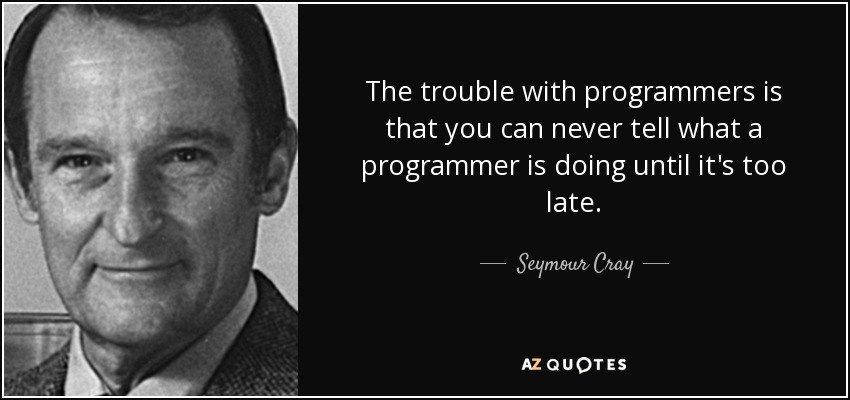 The trouble with programmers is
that you can never tell what a
programmer is doing until it's too
late.
Seymour Cray
AZ QUOTES